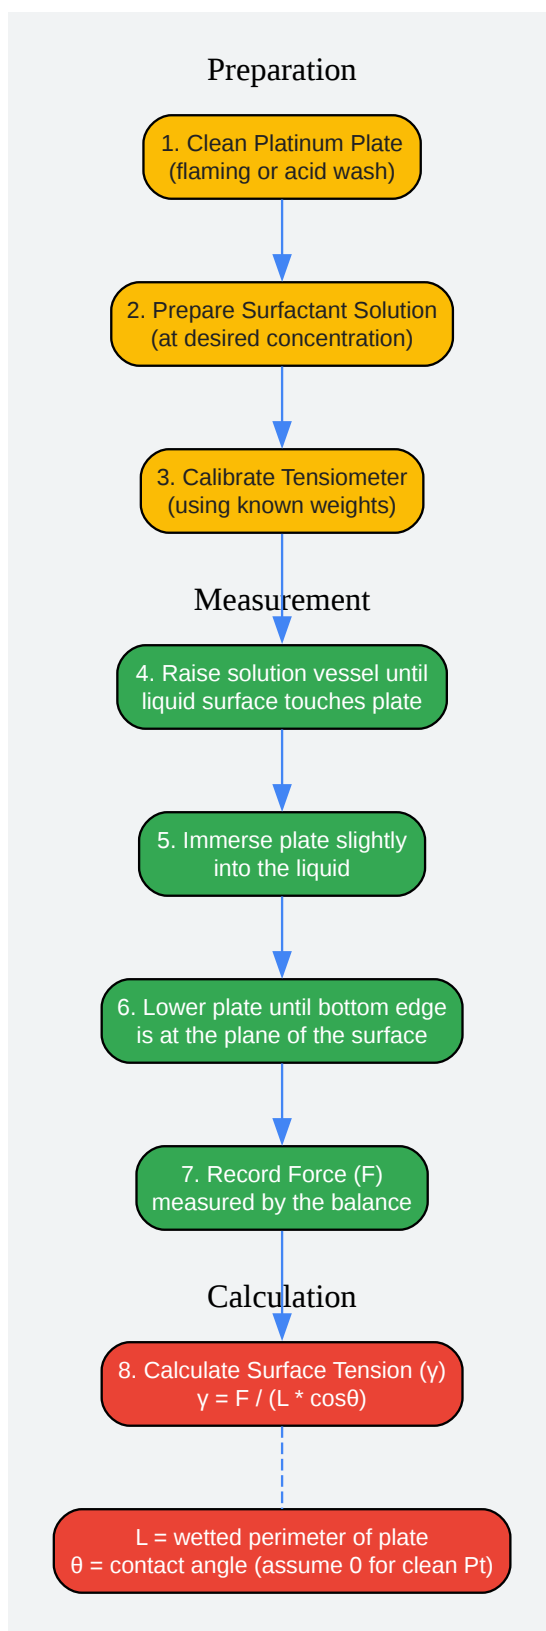 Preparation
1. Clean Platinum Plate
(flaming or acid wash)
2. Prepare Surfactant Solution
(at desired concentration)
3. Calibrate Tensiometer
(using known weights)
Measurement
4. Raise solution vessel until
liquid surface touches plate
5. Immerse plate slightly
into the liquid
6. Lower plate until bottom edge
is at the plane of the surface
7. Record Force (F)
measured by the balance
Calculation
8. Calculate Surface Tension (γ)
γ = F / (L * cosθ)
L = wetted perimeter of plate
θ = contact angle (assume 0 for clean Pt)